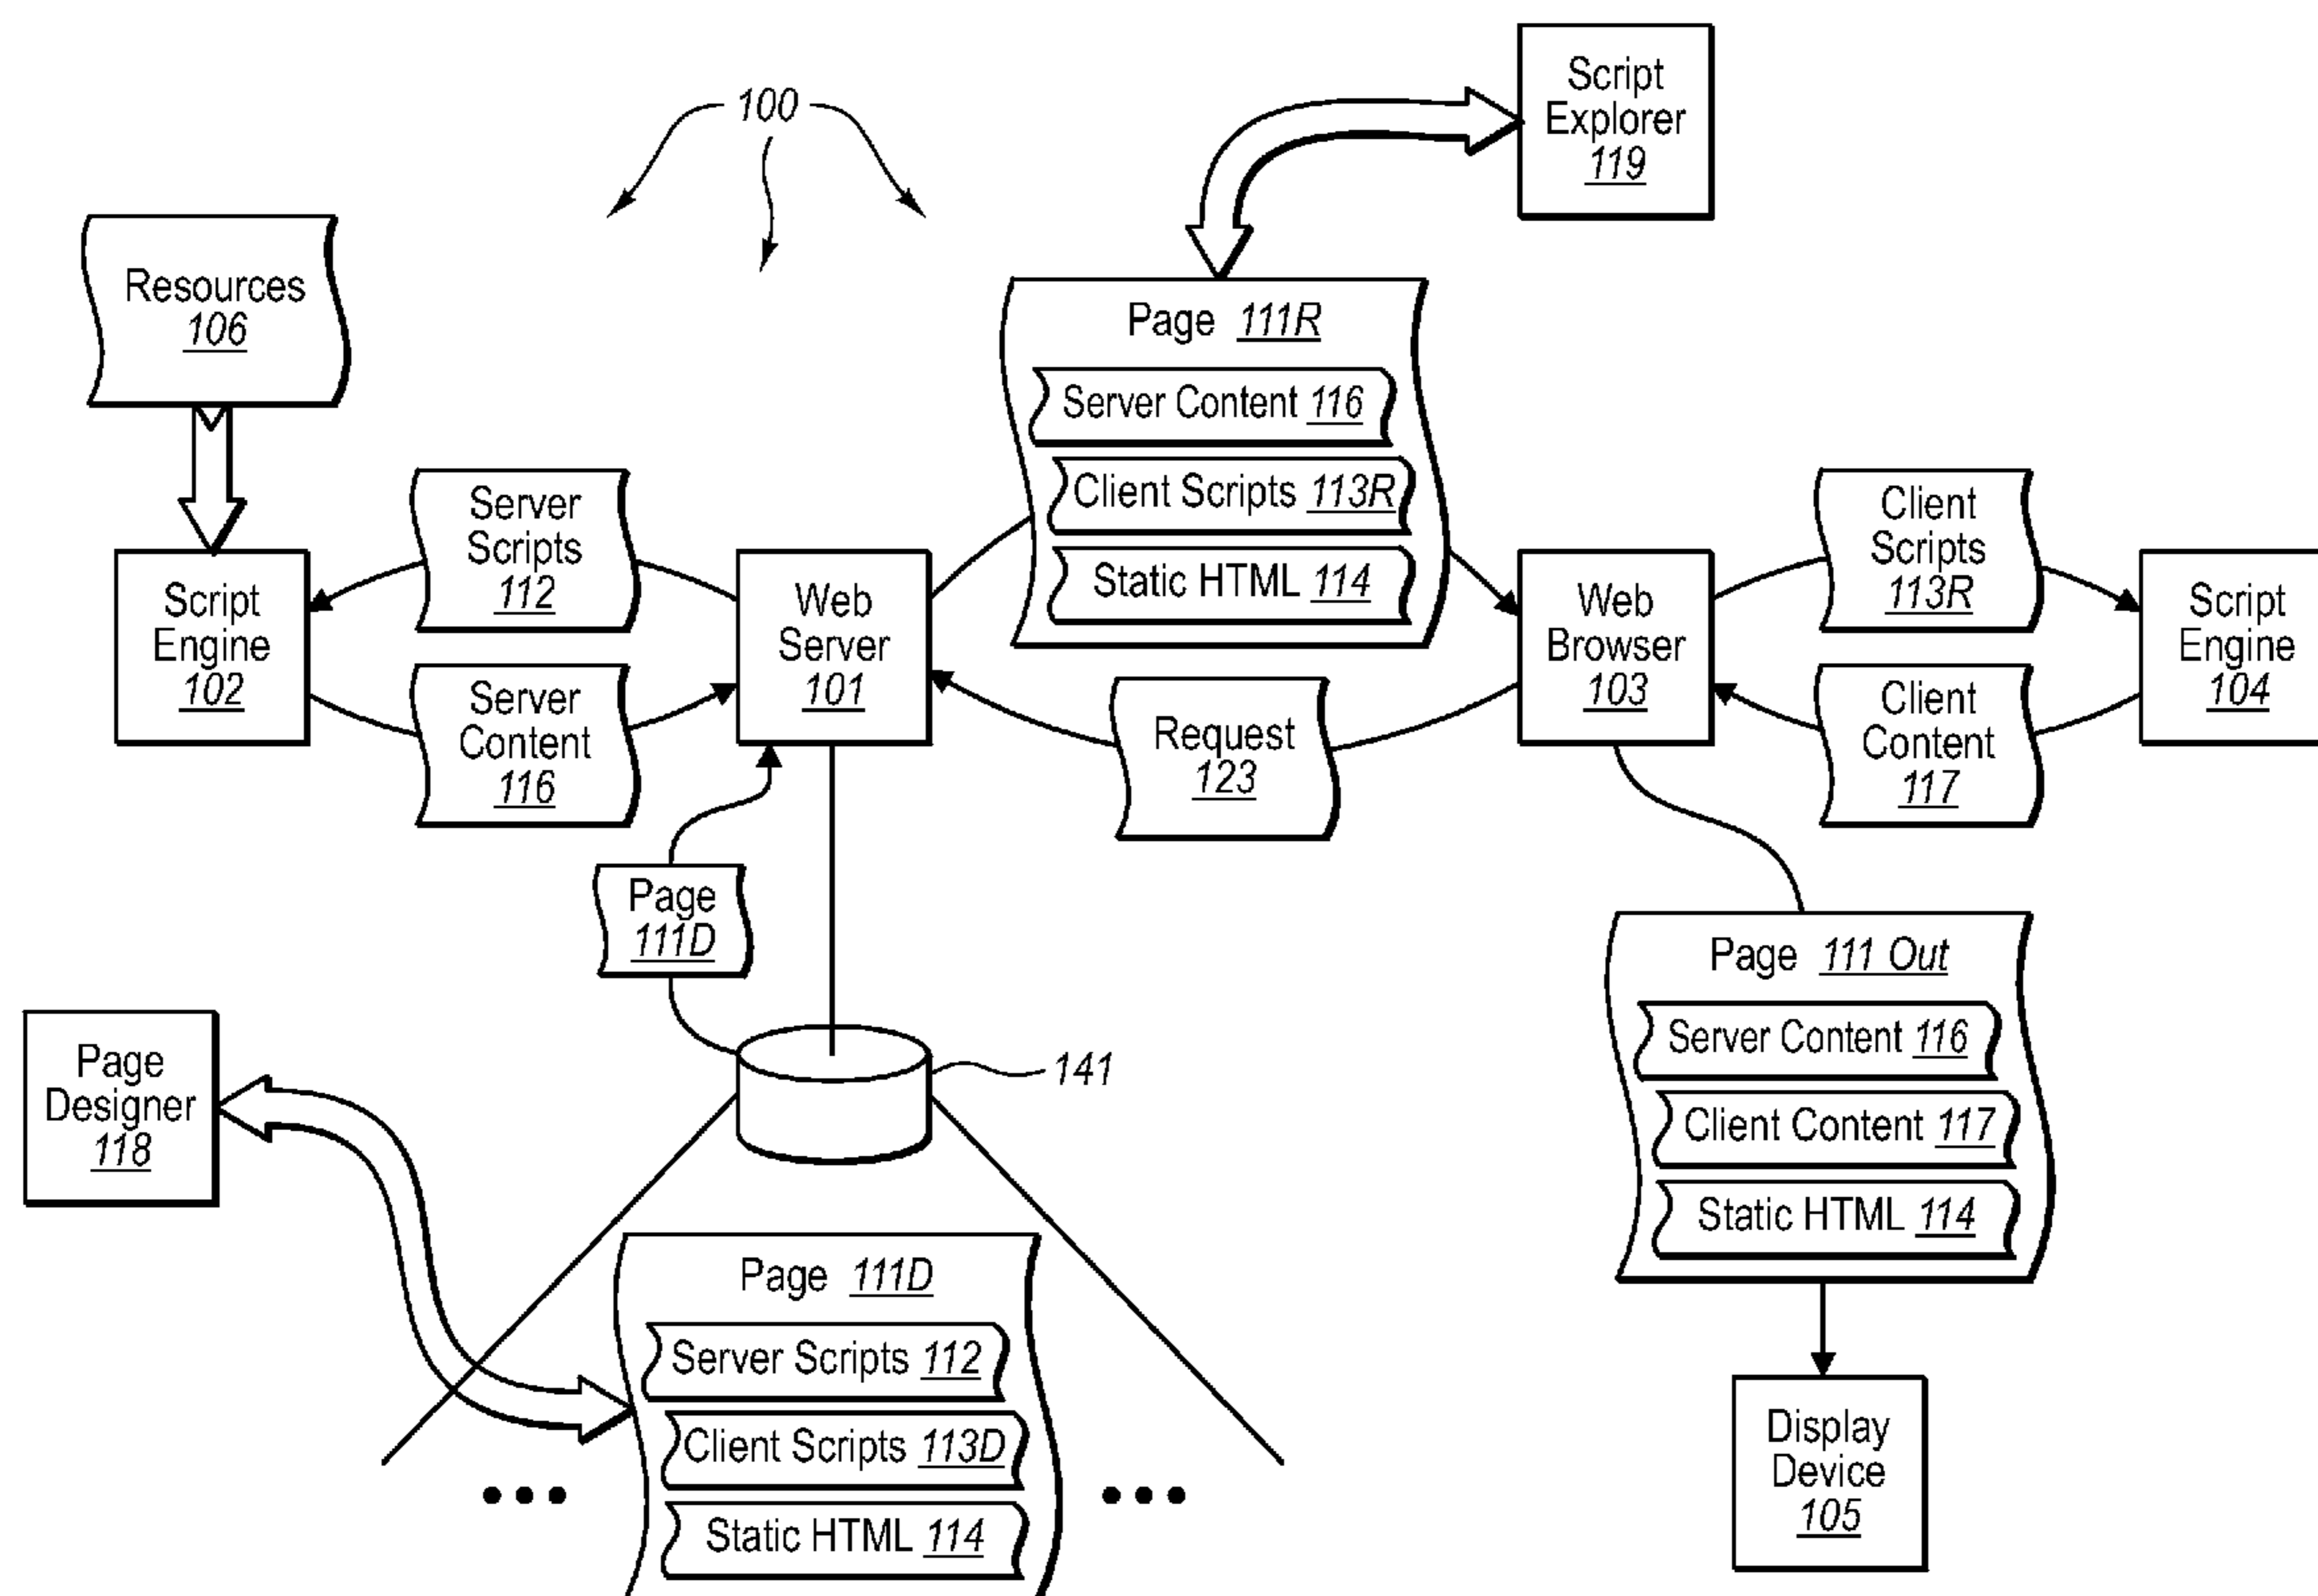 100
Script
Explorer
119
Resources
106
Page 111R
Server Content 116
Client Scripts 113R
Static HTML 114
Server
Scripts
112
Client
Scripts
113R
Script
Engine
102
Web
Server
101
Web
Browser
103
Script
Engine
104
Server
Content
116
Request
123
Client
Content
117
Page
111D
Page 111 Out
Server Content 116
Client Content 117
Static HTML 114
Page
Designer
118
141
Page 111D
Server Scripts 112
Client Scripts 113D
Static HTML 114
Display
Device
105